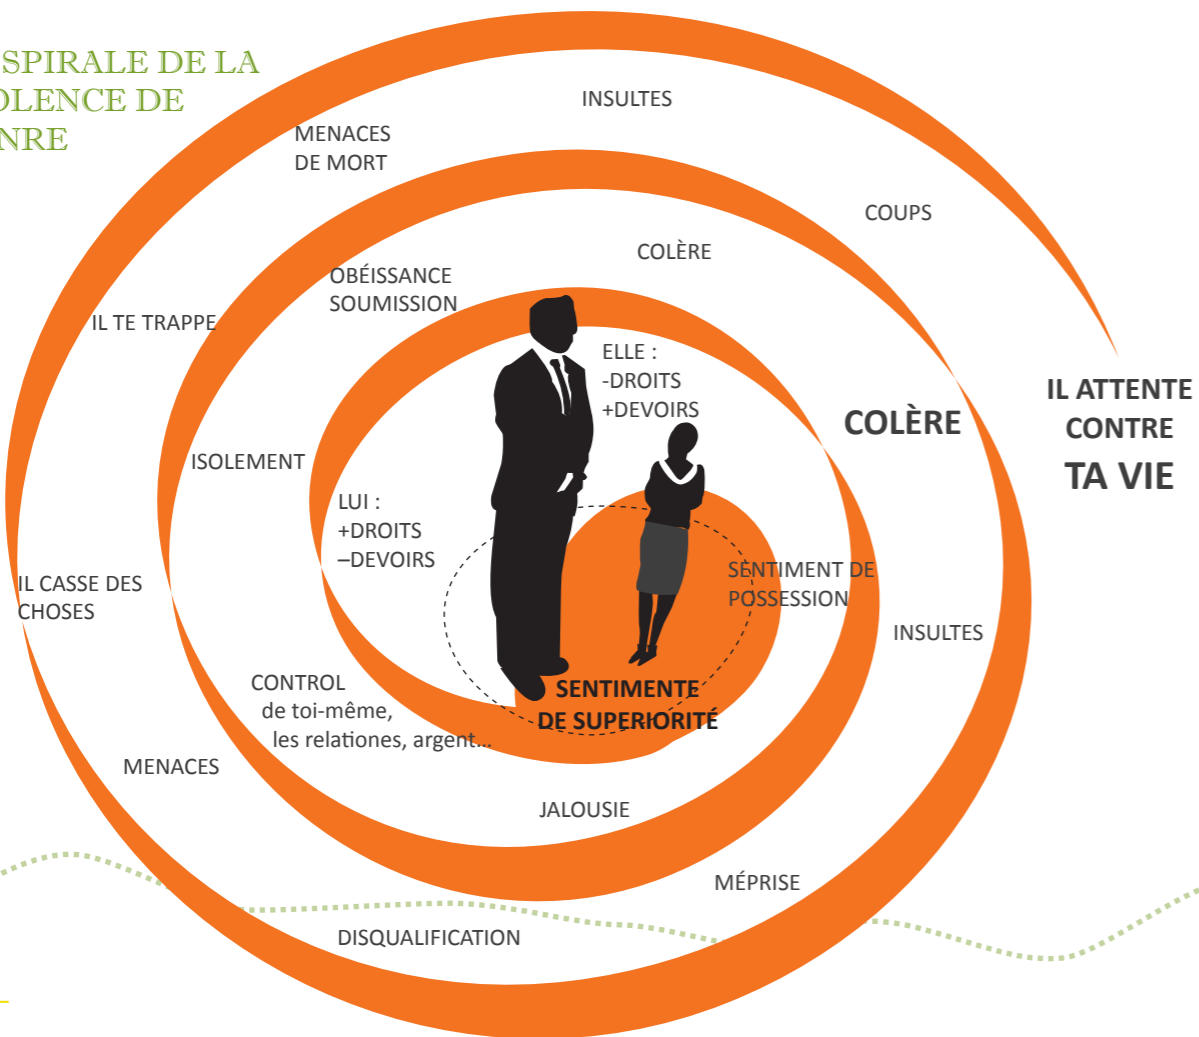 SPIRALE DE LA
OLENCE DE
NRE
INSULTES
MENACES
DE MORT
COUPS
COLÈRE
OBÉISSANCE
SOUMISSION
IL TE TRAPPE
ELLE :
-DROITS
+DEVOIRS
IL ATTENTE
CONTRE
TA VIE
COLÈRE
ISOLEMENT
LUI :
+DROITS
–DEVOIRS
SENTIMENT DE
POSSESSION
IL CASSE DES
CHOSES
INSULTES
SENTIMENTE
DE SUPERIORITÉ
CONTROL
de toi-même,
les relationes, argent...
MENACES
JALOUSIE
MÉPRISE
DISQUALIFICATION